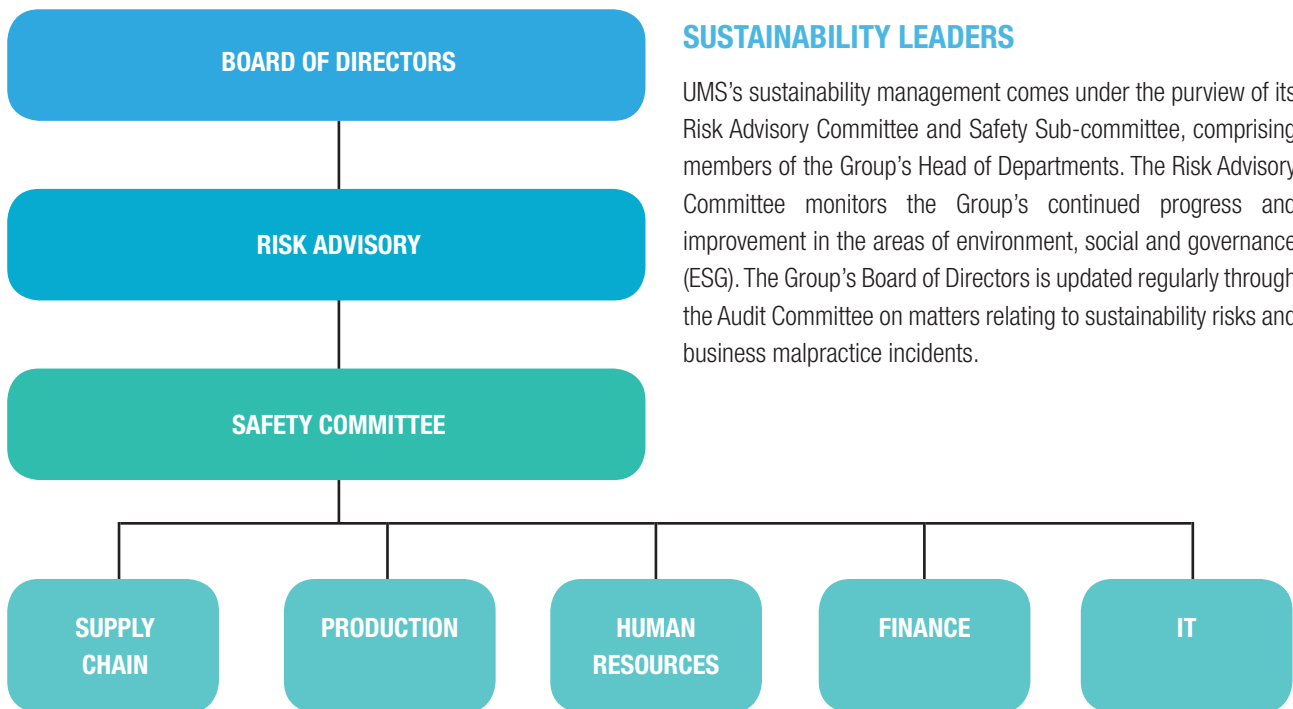 BOARD OF DIRECTORS
RISK ADVISORY
SAFETY COMMITTEE
SUPPLY
CHAIN
PRODUCTION
HUMAN
RESOURCES
FINANCE
IT
SUSTAINABILITY LEADERS
UMS's sustainability management comes under the purview of its
Risk Advisory Committee and Safety Sub-committee, comprising
members of the Group's Head of Departments. The Risk Advisory
Committee monitors the Group's continued progress and
improvement in the areas of environment, social and governance
(ESG). The Group's Board of Directors is updated regularly through
the Audit Committee on matters relating to sustainability risks and
business malpractice incidents.